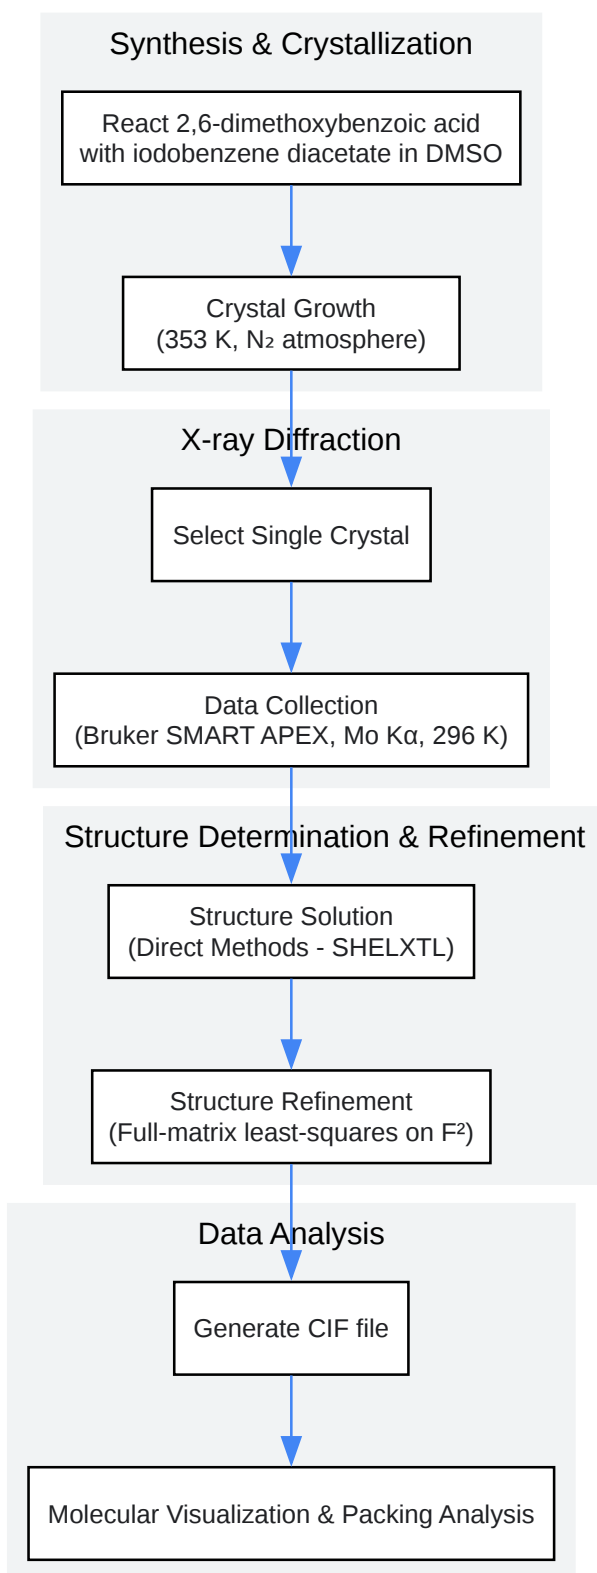 Synthesis & Crystallization
React 2,6-dimethoxybenzoic acid
with iodobenzene diacetate in DMSO
Crystal Growth
(353 K, N₂ atmosphere)
X-ray Diffraction
Select Single Crystal
Data Collection
(Bruker SMART APEX, Mo Kα, 296 K)
Structure Determination & Refinement
Structure Solution
(Direct Methods - SHELXTL)
Structure Refinement
(Full-matrix least-squares on F²)
Data Analysis
Generate CIF file
Molecular Visualization & Packing Analysis